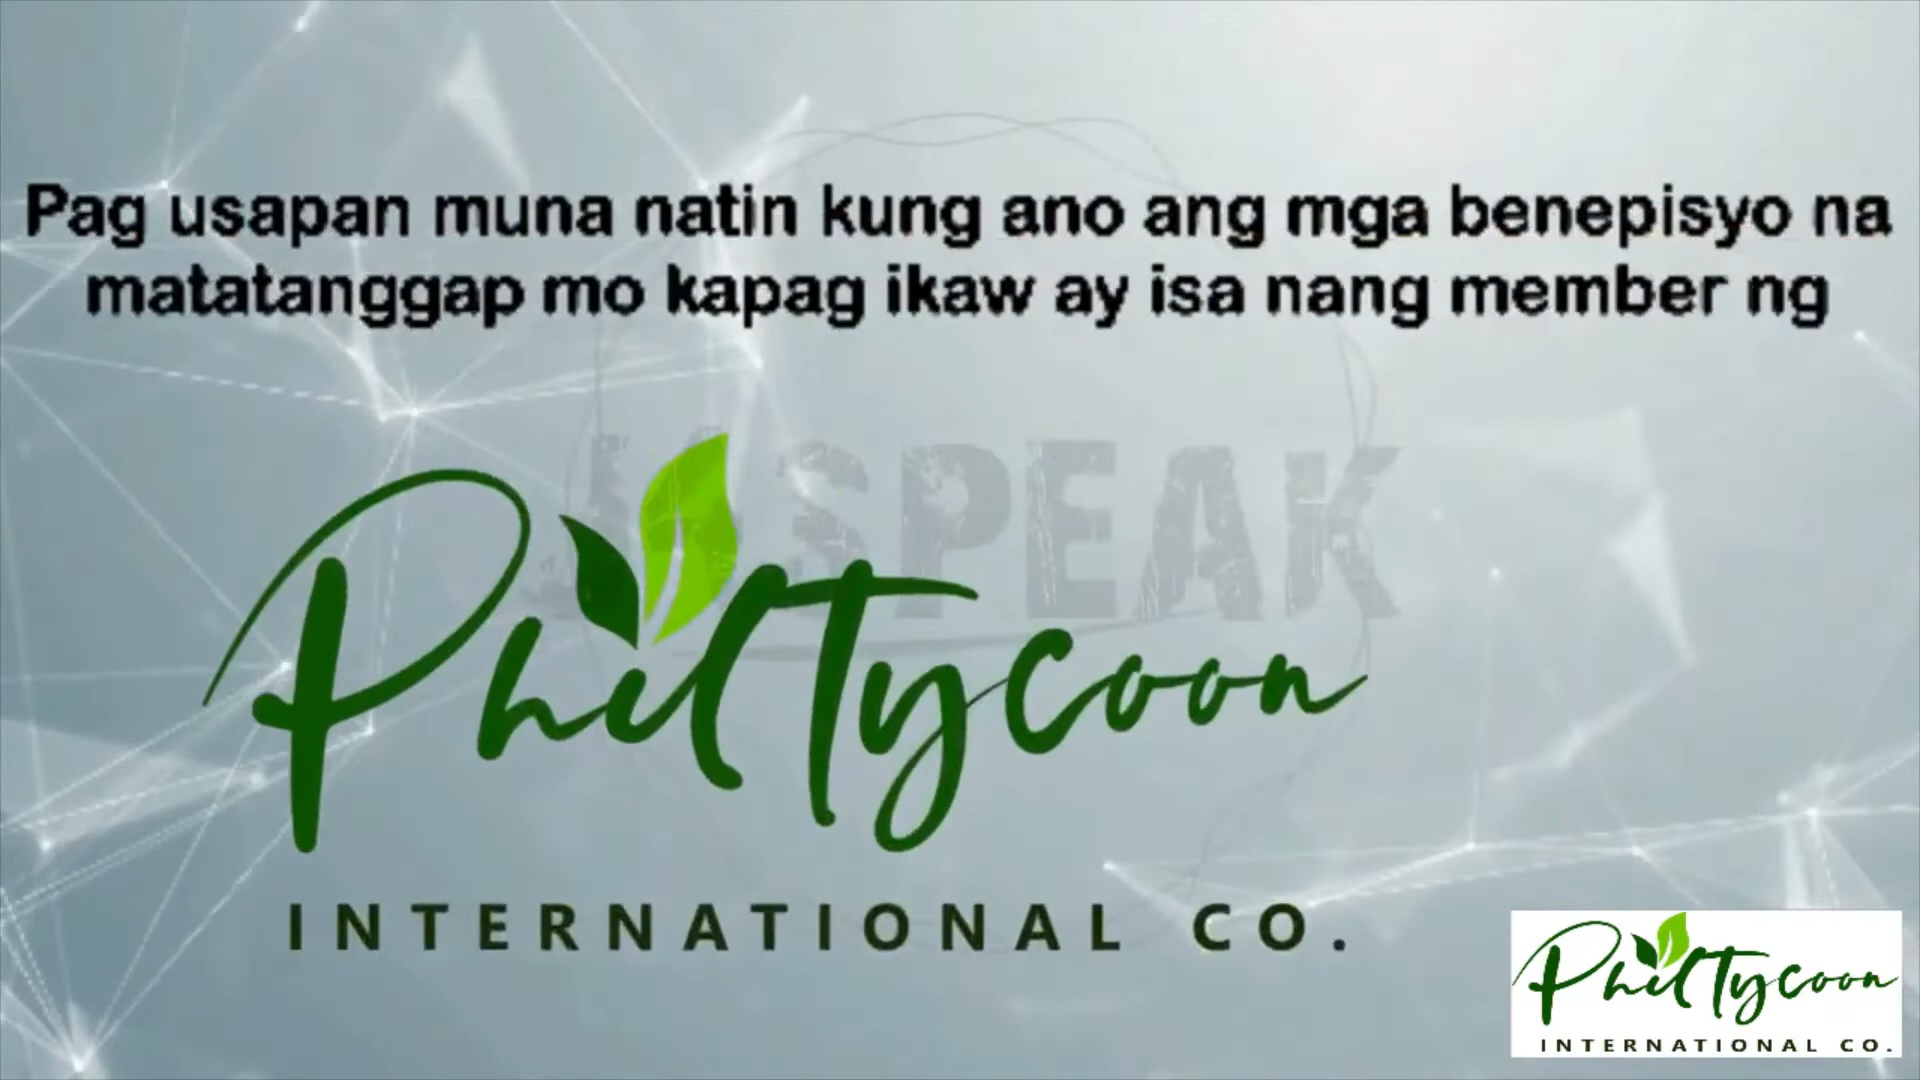 Pag usapan muna natin kung ano ang mga benepisyo na
matatanggap mo kapag ikaw ay isa nang member ng
SPEAK
PhilTycoon
INTERNATIONAL CO.
PhilTycoon
INTERNATIONAL CO.